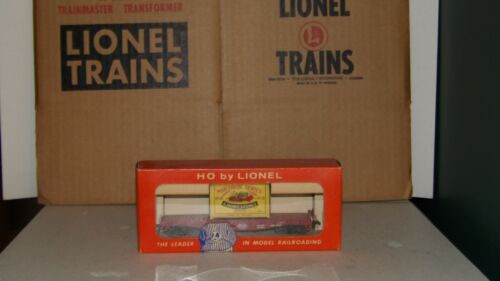 TRAINMASTER TRANSFORMER
LIONEL
TRAINS
LIONEL
L
TRAINS
HO by LIONEL
THE LEADER
IN MODEL RAILROADING